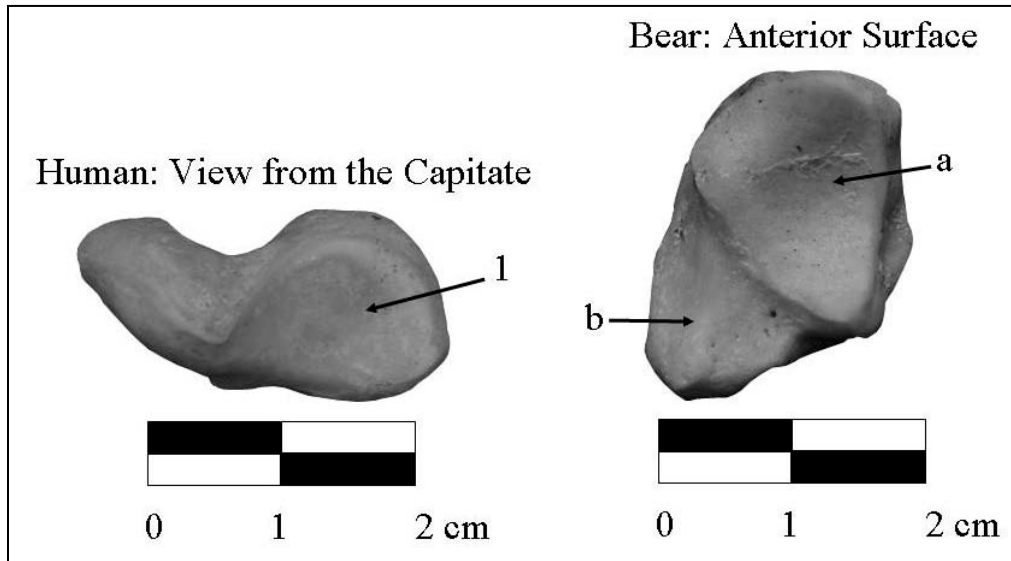 Bear: Anterior Surface
Human: View from the Capitate
a
1
b
0 1 2 cm
0 1 2 cm